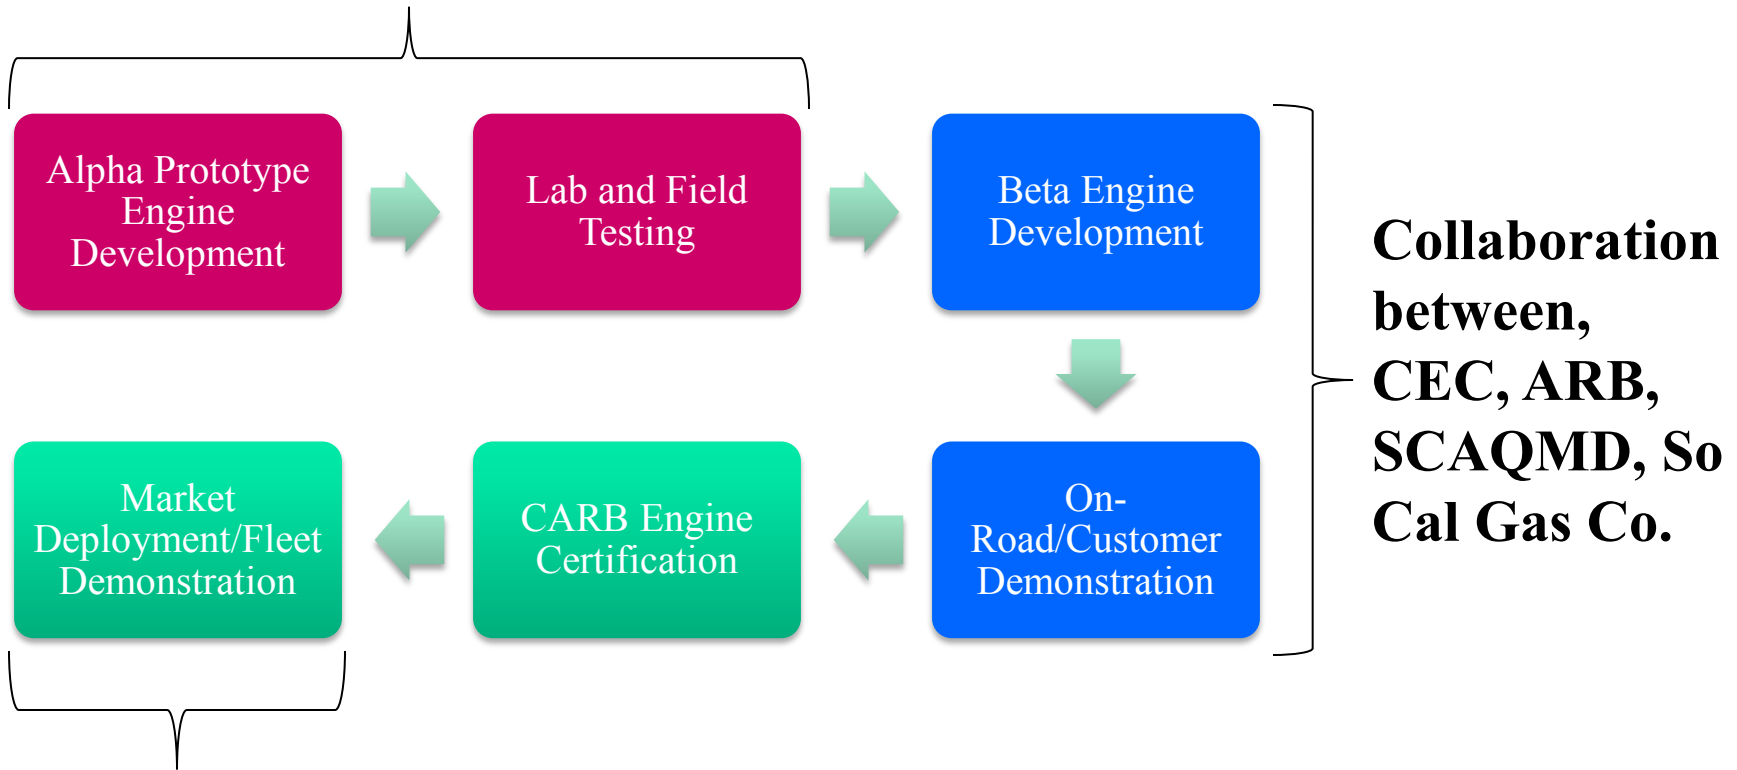 Alpha Prototype
Engine
Development
Lab and Field
Testing
Beta Engine
Development
Collaboration
between,
CEC, ARB,
SCAQMD, So
Cal Gas Co.
Market
Deployment/Fleet
Demonstration
CARB Engine
Certification
On-
Road/Customer
Demonstration